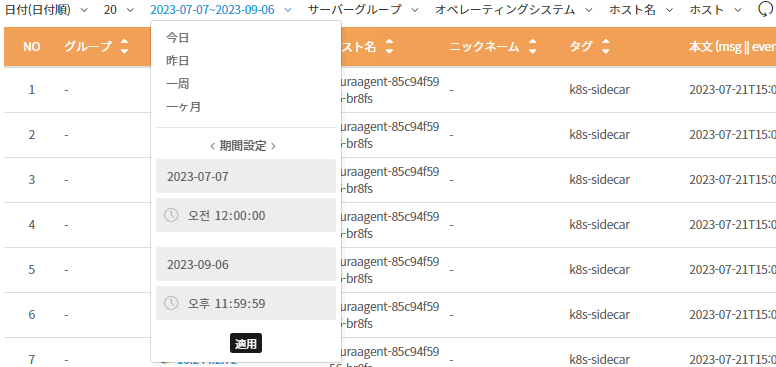 日付(日付順) 20 2023-07-07~2023-09-06 サーバーグループ オペレーティングシステム ホスト名 ホスト
NO グループ スト名 ニックネーム タグ 本文 (msg || even
今日
昨日
一周
一ヶ月
< 期間設定 >
2023-07-07
오전 12:00:00
2023-09-06
오후 11:59:59
適用
1 - uraagent-85c94f59 - k8s-sidecar 2023-07-21T15:0
-br8fs
2 - uraagent-85c94f59 - k8s-sidecar 2023-07-21T15:0
-br8fs
3 - uraagent-85c94f59 - k8s-sidecar 2023-07-21T15:0
-br8fs
4 - uraagent-85c94f59 - k8s-sidecar 2023-07-21T15:0
-br8fs
5 - uraagent-85c94f59 - k8s-sidecar 2023-07-21T15:0
-br8fs
6 - uraagent-85c94f59 - k8s-sidecar 2023-07-21T15:0
-br8fs
7 - uraagent-85c94f59 - k8s-sidecar 2023-07-21T15:0